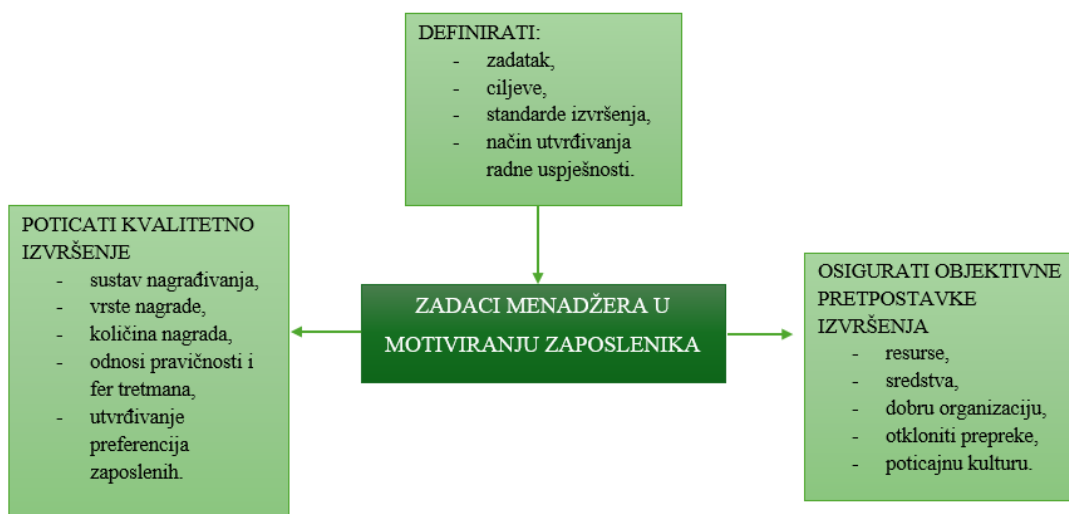 DEFINIRATI:
- zadatak,
- ciljeve,
- standarde izvršenja,
- način utvrđivanja
radne uspješnosti.
POTICATI KVALITETNO
IZVRŠENJE
- sustav nagrađivanja,
- vrste nagrade,
- količina nagrada,
- odnosi pravičnosti i
fer tretmana,
- utvrđivanje
preferencija
zaposlenih.
ZADACI MENADŽERA U
MOTIVIRANJU ZAPOSLENIKA
OSIGURATI OBJEKTIVNE
PRETPOSTAVKE
IZVRŠENJA
- resurse,
- sredstva,
- dobru organizaciju,
- otkloniti prepreke,
- poticajnu kulturu.